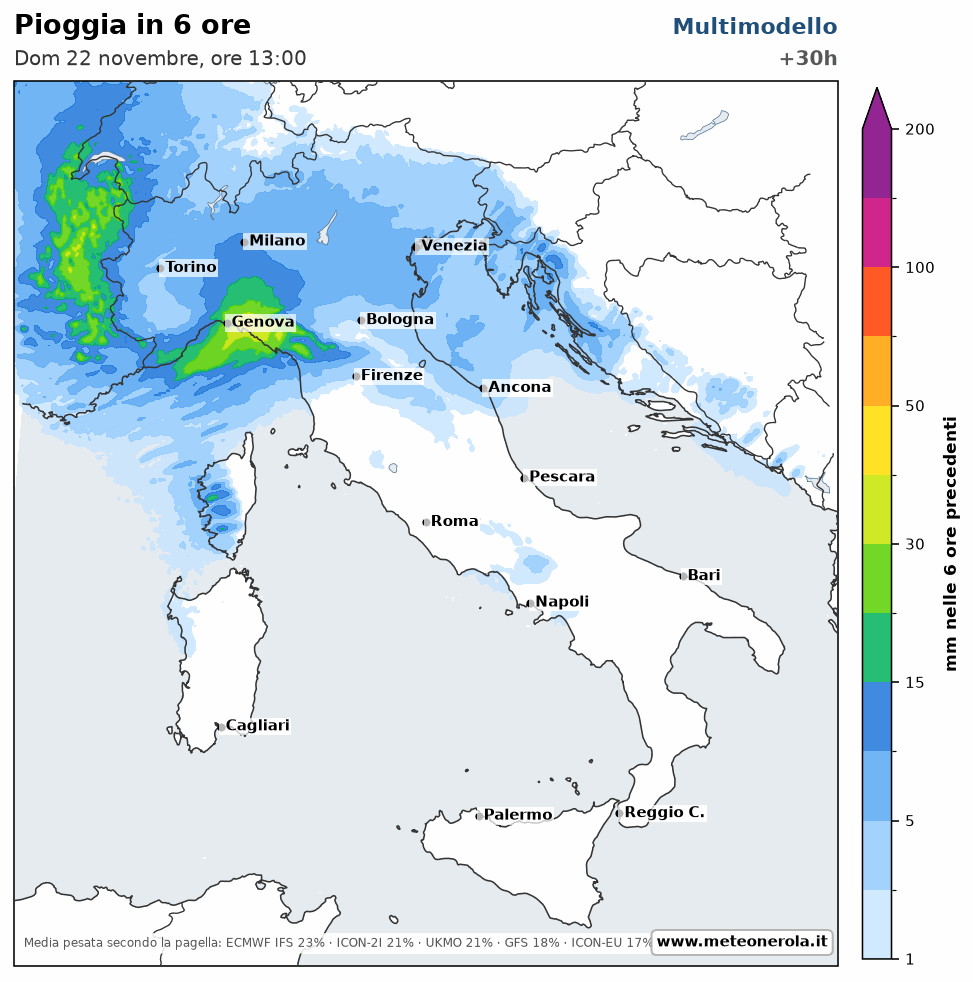 Pioggia in 6 ore
Multimodello
Dom 22 novembre, ore 13:00
+30h
Milano
Venezia
Torino
Genova
Bologna
Firenze
Ancona
Pescara
Roma
Bari
Napoli
Cagliari
Palermo
Reggio C.
200
100
50
30
15
5
1
mm nelle 6 ore precedenti
Media pesata secondo la pagella: ECMWF IFS 23% · ICON-2I 21% · UKMO 21% · GFS 18% · ICON-EU 17%
www.meteonerola.it